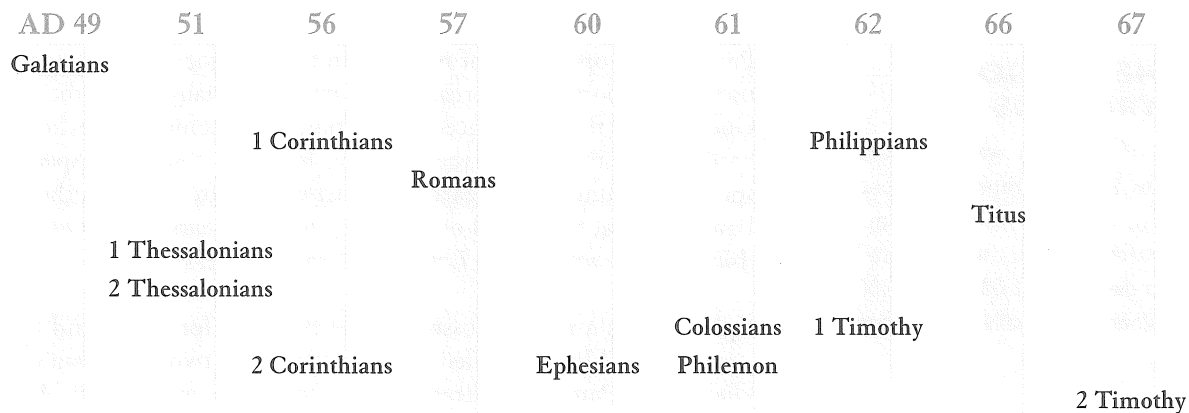 AD 49 51 56 57 60 61 62 66 67
Galatians
1 Corinthians Philippians
Romans
Titus
1 Thessalonians
2 Thessalonians
Colossians 1 Timothy
2 Corinthians Ephesians Philemon
2 Timothy